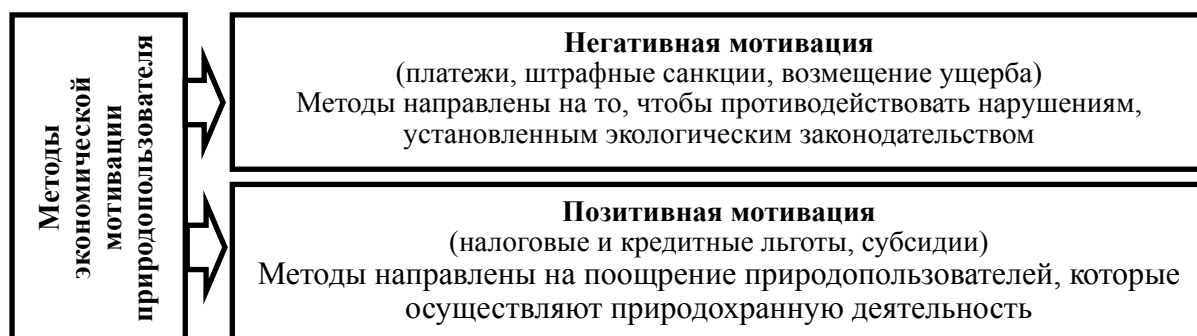 Методы
экономической
мотивации
природопользователя
Негативная мотивация
(платежи, штрафные санкции, возмещение ущерба)
Методы направлены на то, чтобы противодействовать нарушениям,
установленным экологическим законодательством
Позитивная мотивация
(налоговые и кредитные льготы, субсидии)
Методы направлены на поощрение природопользователей, которые
осуществляют природохранную деятельность